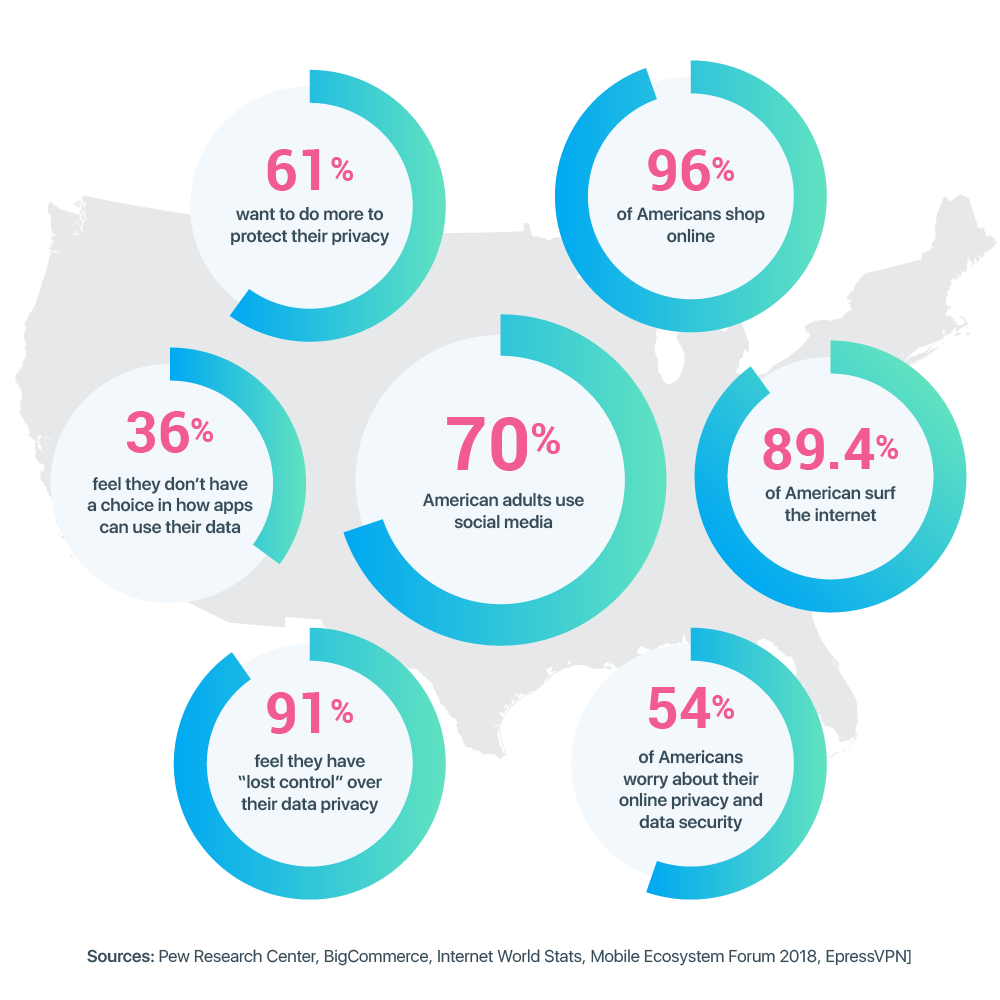 61%
want to do more to
protect their privacy
96%
of Americans shop
online
36%
feel they don’t have
a choice in how apps
can use their data
70%
American adults use
social media
89.4%
of American surf
the internet
91%
feel they have
“lost control” over
their data privacy
54%
of Americans
worry about their
online privacy and
data security
Sources: Pew Research Center, BigCommerce, Internet World Stats, Mobile Ecosystem Forum 2018, EpressVPN]